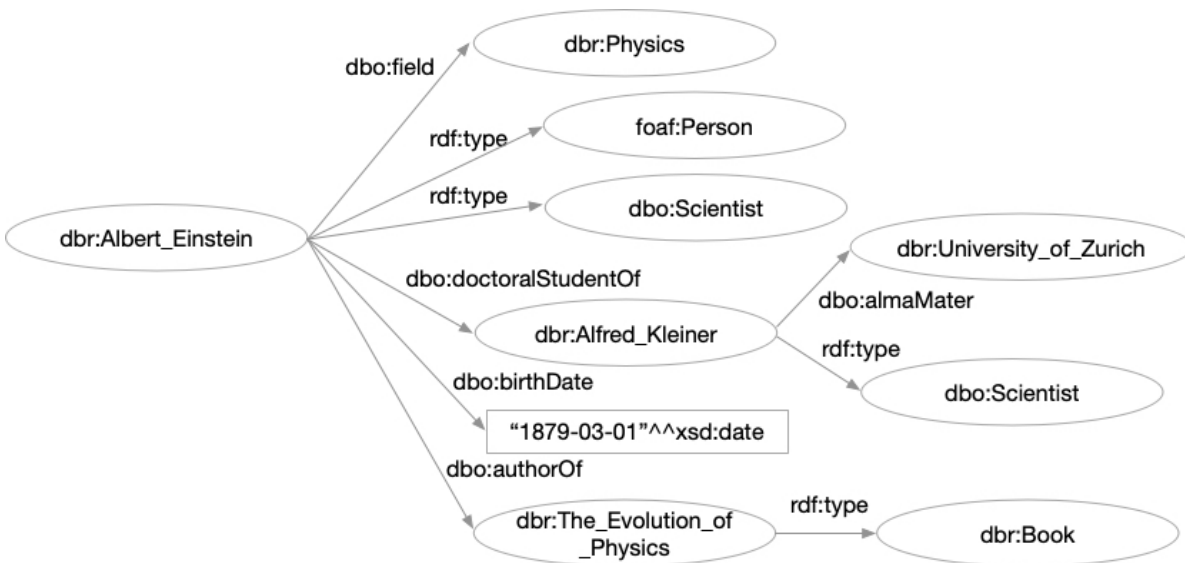 dbr:Physics
dbo:field
foaf:Person
rdf:type
rdf:type
dbo:Scientist
dbr:Albert_Einstein
dbr:University_of_Zurich
dbo:doctoralStudentOf
dbo:almaMater
dbr:Alfred_Kleiner
rdf:type
dbo:birthDate
dbo:Scientist
“1879-03-01”^^xsd:date
dbo:authorOf
rdf:type
dbr:The_Evolution_of
_Physics
dbr:Book